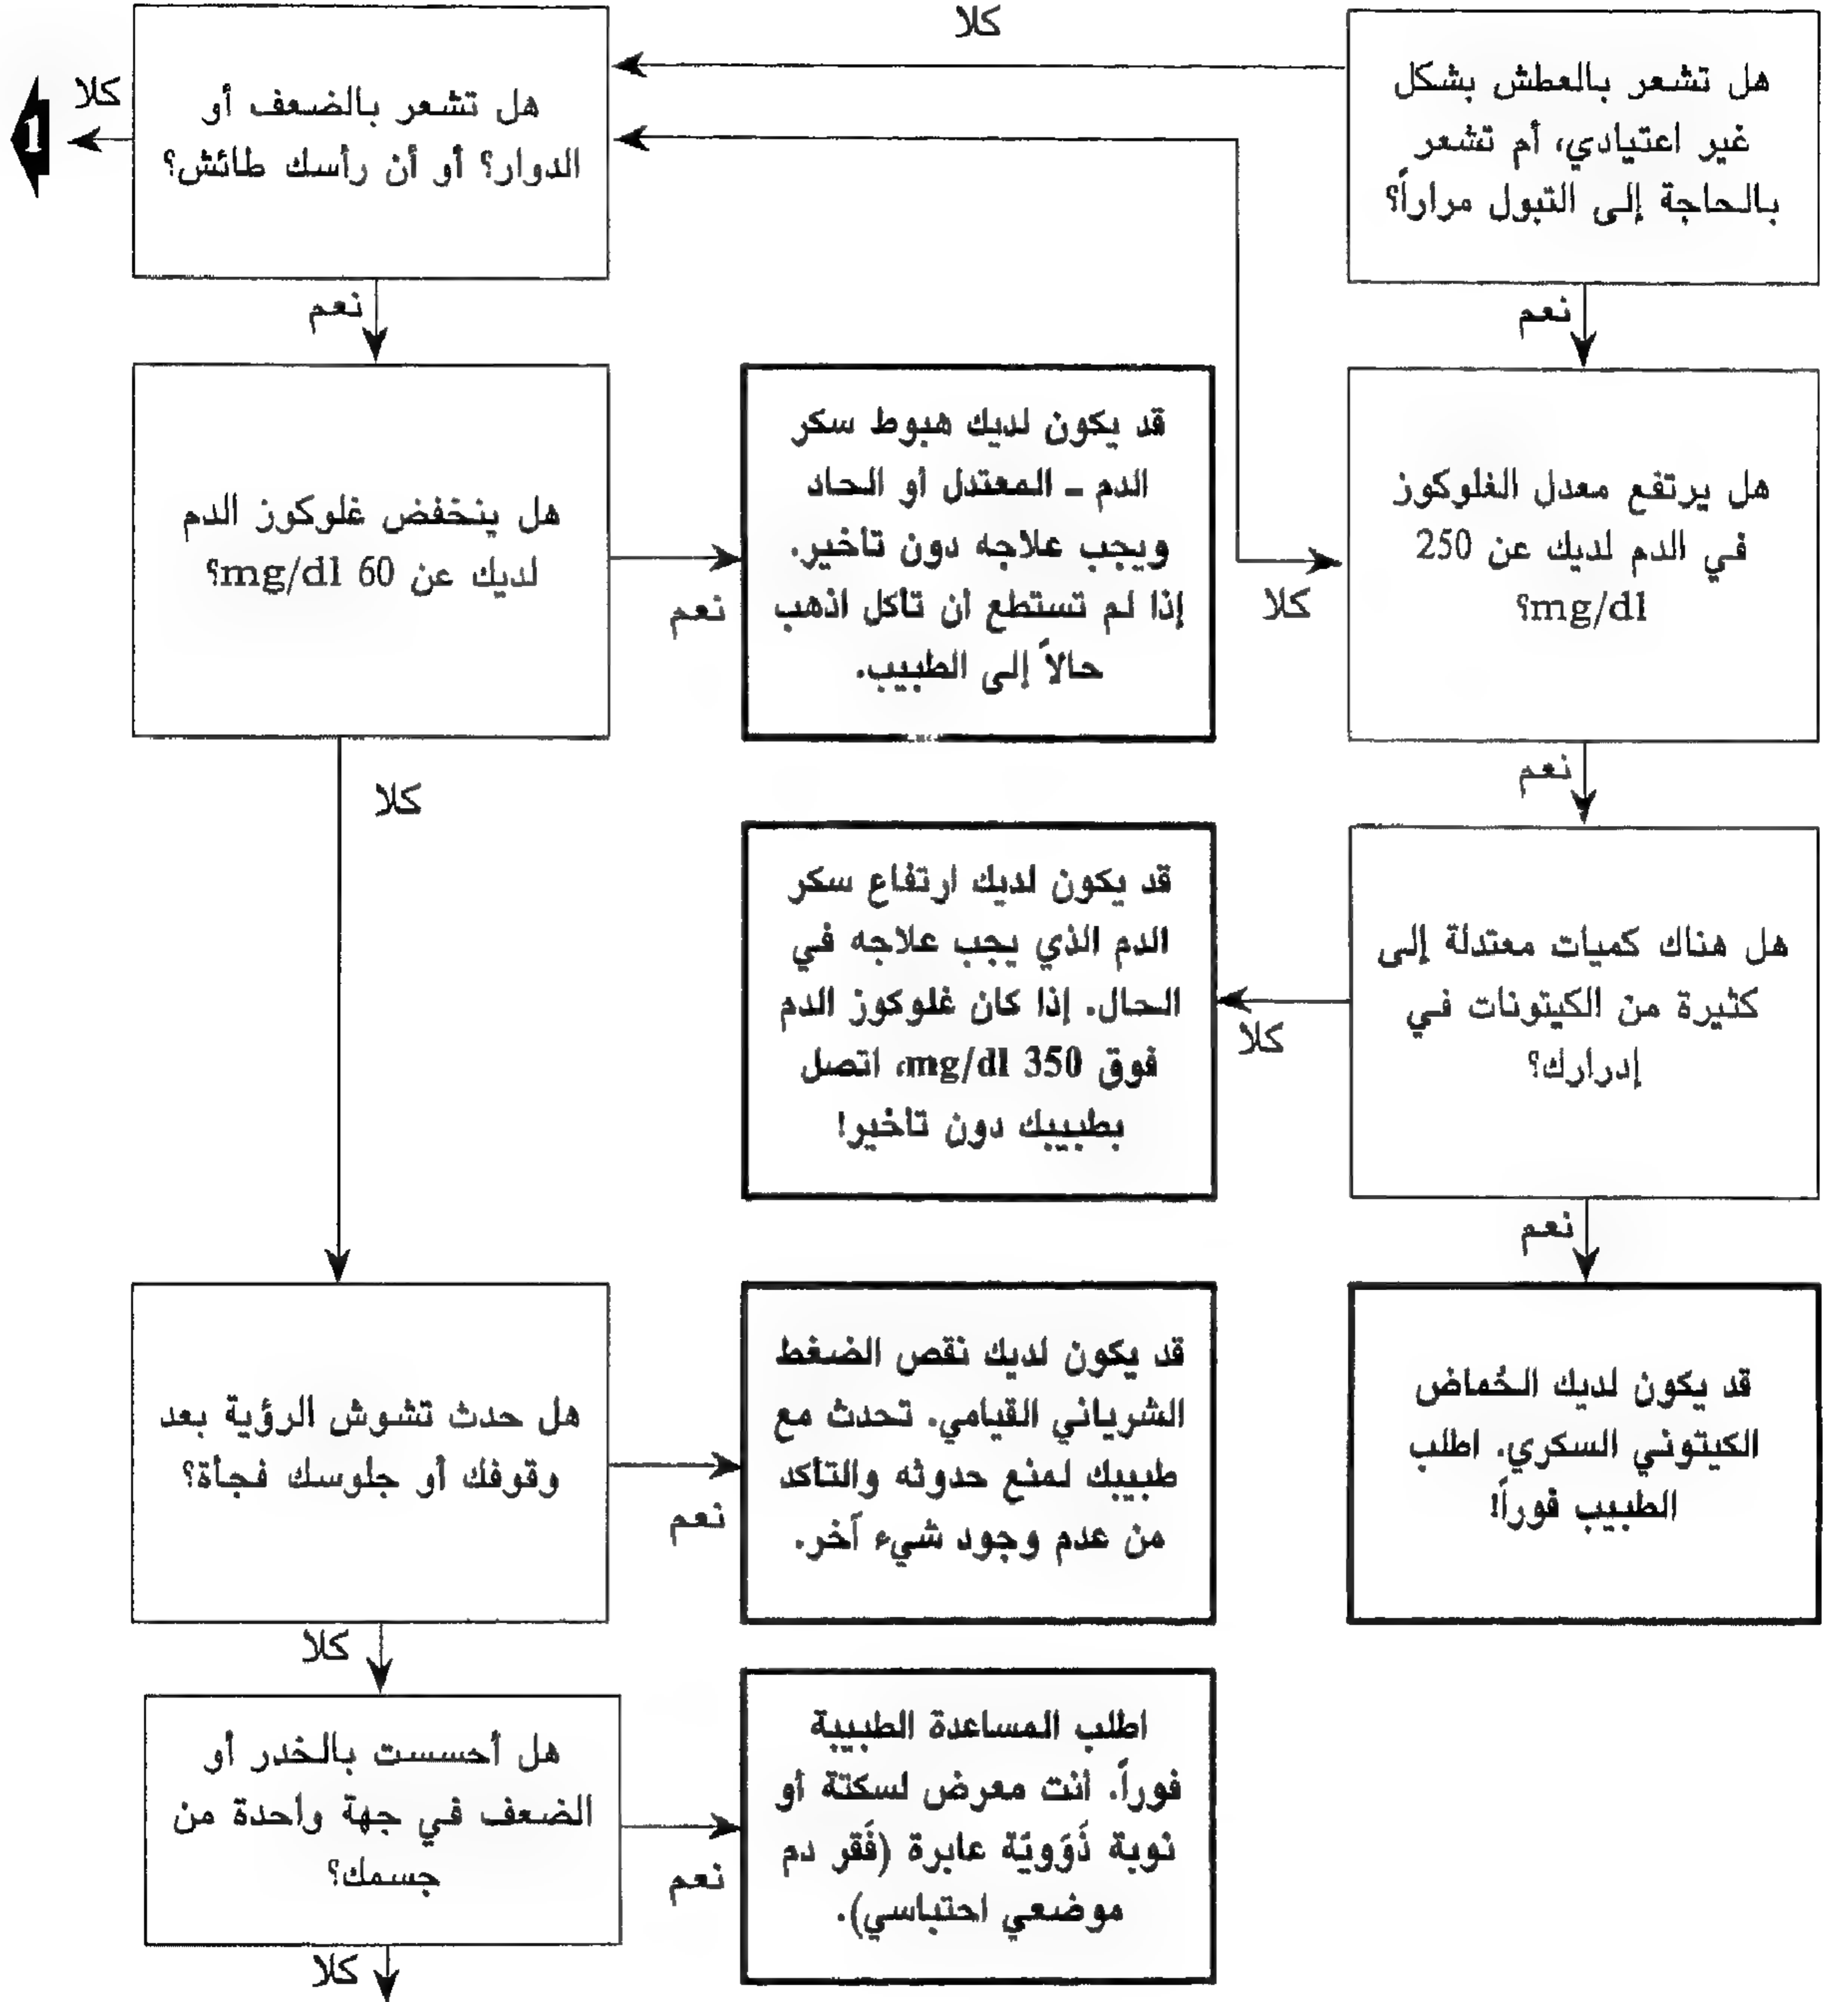 هل تشعر بالعطش بشكل
غير اعتيادي، أم تشعر
بالحاجة إلى التبول مراراً؟
كلا
نعم
هل تشعر بالضعف أو
الدوار؟ أو أن رأسك طائش؟
كلا
1
نعم
هل يرتفع معدل الغلوكوز
في الدم لديك عن 250
mg/dl؟
كلا
نعم
قد يكون لديك هبوط سكر
الدم ـ المعتدل أو الحاد
ويجب علاجه دون تأخير.
إذا لم تستطع أن تأكل اذهب
حالاً إلى الطبيب.
هل ينخفض غلوكوز الدم
لديك عن 60 mg/dl؟
نعم
كلا
هل هناك كميات معتدلة إلى
كثيرة من الكيتونات في
إدرارك؟
كلا
نعم
قد يكون لديك ارتفاع سكر
الدم الذي يجب علاجه في
الحال. إذا كان غلوكوز الدم
فوق 350 mg/dl، اتصل
بطبيبك دون تأخير!
قد يكون لديك الحُماض
الكيتوني السكري. اطلب
الطبيب فوراً!
قد يكون لديك نقص الضغط
الشرياني القيامي. تحدث مع
طبيبك لمنع حدوثه والتأكد
من عدم وجود شيء آخر.
هل حدث تشوش الرؤية بعد
وقوفك أو جلوسك فجأة؟
نعم
كلا
اطلب المساعدة الطبيبة
فوراً. أنت معرض لسكتة أو
نوبة ذَوَويّة عابرة (فَقر دم
موضعي احتباسي).
هل أحسست بالخدر أو
الضعف في جهة واحدة من
جسمك؟
نعم
كلا